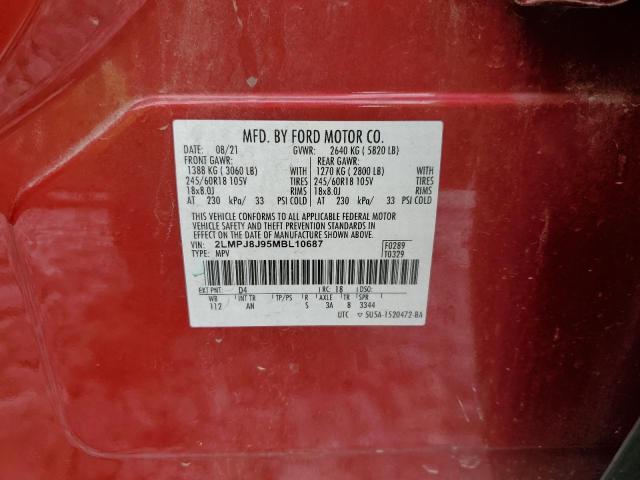 MFD. BY FORD MOTOR CO.
DATE: 08/21 GVWR: 2640 KG ( 5820 LB)
FRONT GAWR: REAR GAWR:
1388 KG ( 3060 LB) WITH 1270 KG ( 2800 LB) WITH
245/60R18 105V TIRES 245/60R18 105V TIRES
18x8.0J RIMS 18x8.0J RIMS
AT 230 kPa/ 33 PSI COLD AT 230 kPa/ 33 PSI COLD
THIS VEHICLE CONFORMS TO ALL APPLICABLE FEDERAL MOTOR
VEHICLE SAFETY AND THEFT PREVENTION STANDARDS IN EFFECT
ON THE DATE OF MANUFACTURE SHOWN ABOVE.
VIN: 2LMPJ8J95MBL10687 F0289
TYPE: MPV T0329
EXT PNT: D4 RC: 18 DSO:
WB INT TR TP/PS R AXLE TR SPR
112 AN S 3A 8 3344
UTC ▽ 5U5A-1520472-BA